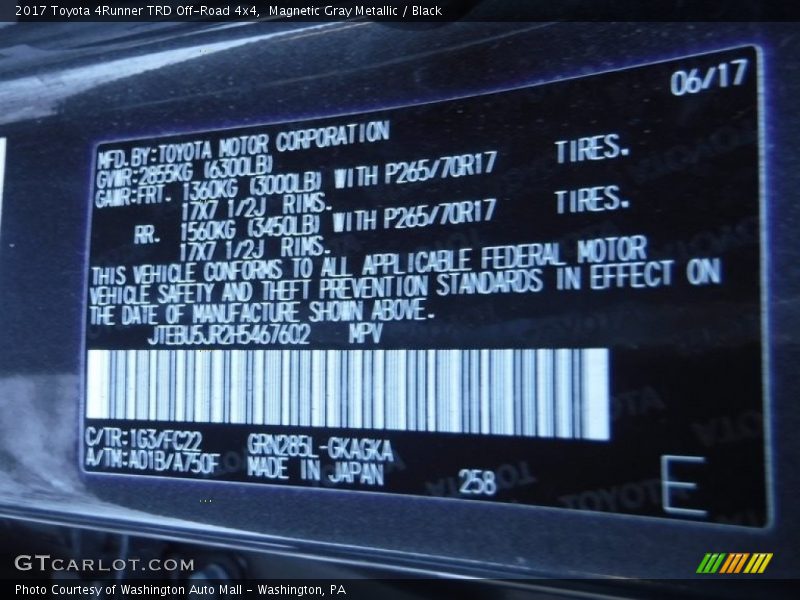 2017 Toyota 4Runner TRD Off-Road 4x4, Magnetic Gray Metallic / Black
06/17
MFD. BY: TOYOTA MOTOR CORPORATION
GVWR: 2855KG (6300LB)
GAWR: FRT. 1360KG (3000LB) WITH P265/70R17 TIRES.
17X7 1/2J RIMS.
RR. 1560KG (3450LB) WITH P265/70R17 TIRES.
17X7 1/2J RIMS.
THIS VEHICLE CONFORMS TO ALL APPLICABLE FEDERAL MOTOR
VEHICLE SAFETY AND THEFT PREVENTION STANDARDS IN EFFECT ON
THE DATE OF MANUFACTURE SHOWN ABOVE.
JTEBU5JR2H5467602 MPV
C/TR: 1G3/FC22 GRN285L-GKAGKA
A/TM: A01B/A750F MADE IN JAPAN 258 E
GTCARLOT.COM
Photo Courtesy of Washington Auto Mall - Washington, PA